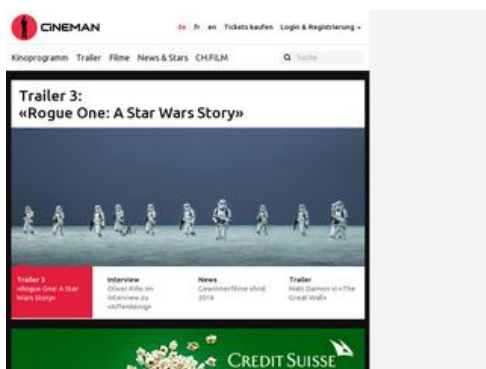 CINEMAN
de fr en Tickets kaufen Login & Registrierung
Kinoprogramm Trailer Filme News & Stars CH.FILM Suche
Trailer 3:
«Rogue One: A Star Wars Story»
Trailer 3
«Rogue One: A Star
Wars Story»
Interview
Oliver Rihs im
Interview zu
«Affenkönig»
News
Gewinnerfilme
2016
Trailer
Matt Damon in «The
Great Wall»
CREDIT SUISSE